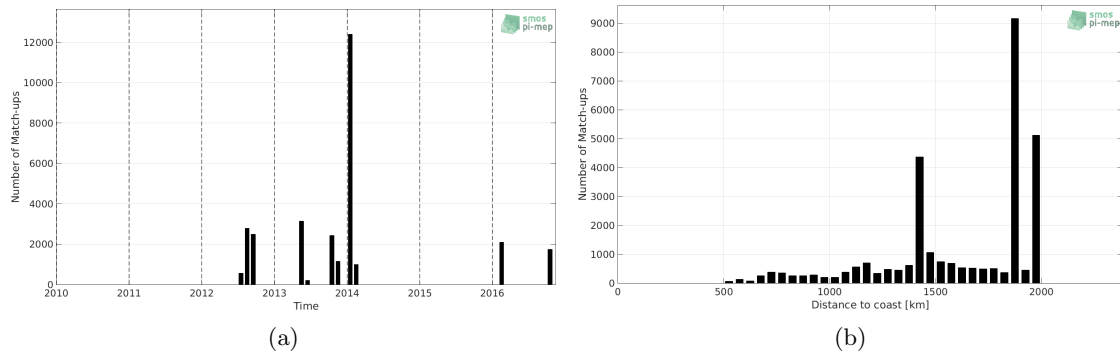 smos
pi-mep
12000
10000
8000
6000
4000
2000
0
Number of Match-ups
2010 2011 2012 2013 2014 2015 2016
Time
(a)
smos
pi-mep
9000
8000
7000
6000
5000
4000
3000
2000
1000
0
Number of Match-ups
0 500 1000 1500 2000
Distance to coast [km]
(b)